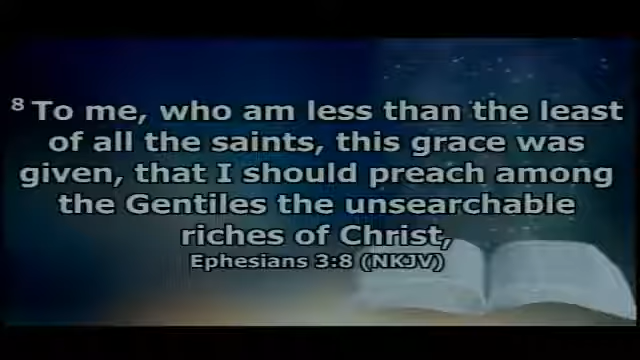 8 To me, who am less than the least
of all the saints, this grace was
given, that I should preach among
the Gentiles the unsearchable
riches of Christ,
Ephesians 3:8 (NKJV)